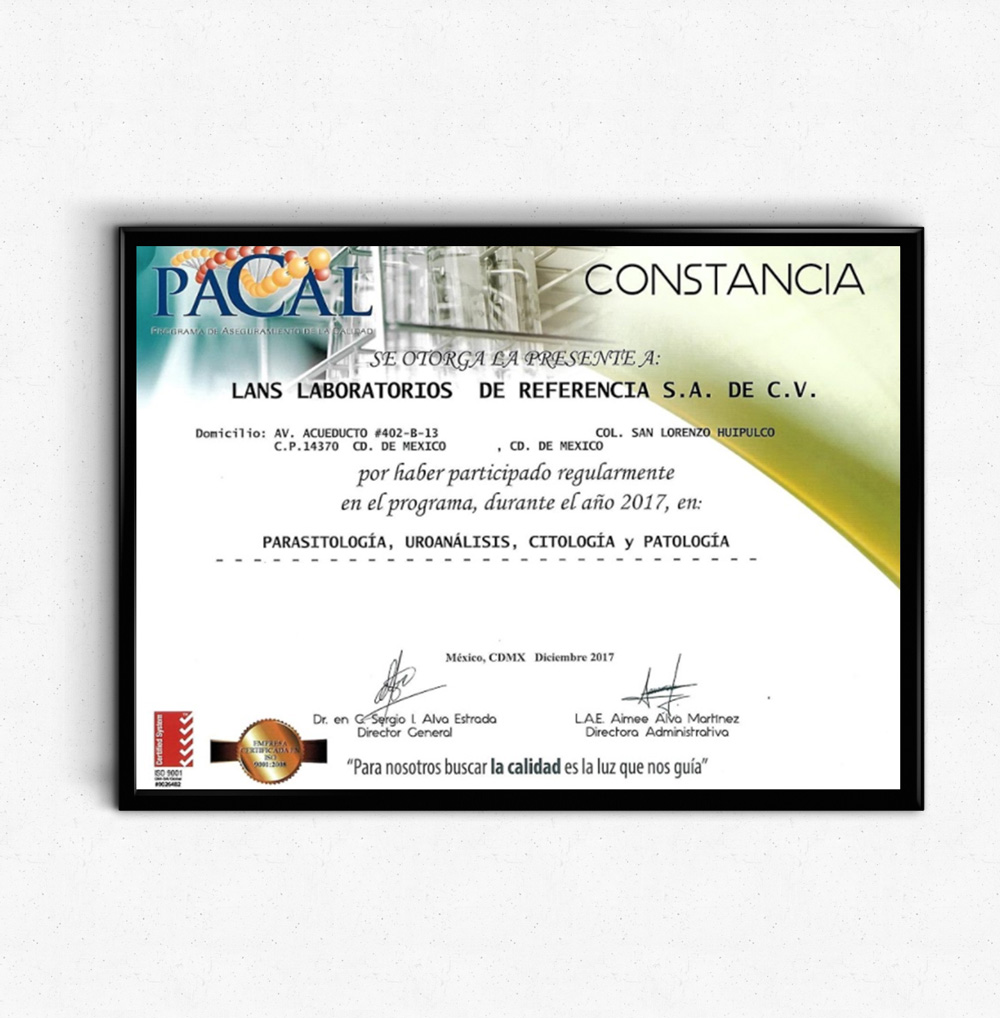 PACAL
PROGRAMA DE ASEGURAMIENTO DE LA CALIDAD
CONSTANCIA
SE OTORGA LA PRESENTE A:
LANS LABORATORIOS DE REFERENCIA S.A. DE C.V.
Domicilio: AV. ACUEDUCTO #402-B-13 COL. SAN LORENZO HUIPULCO
C.P.14370 CD. DE MEXICO , CD. DE MEXICO
por haber participado regularmente
en el programa, durante el año 2017, en:
PARASITOLOGÍA, UROANÁLISIS, CITOLOGÍA y PATOLOGÍA
México, CDMX Diciembre 2017
Dr. en C. Sergio I. Alva Estrada
Director General
L.A.E. Aimee Alva Martínez
Directora Administrativa
Certified System
ISO 9001
EMPRESA
CERTIFICADA EN
ISO
9001:2008
“Para nosotros buscar la calidad es la luz que nos guía”